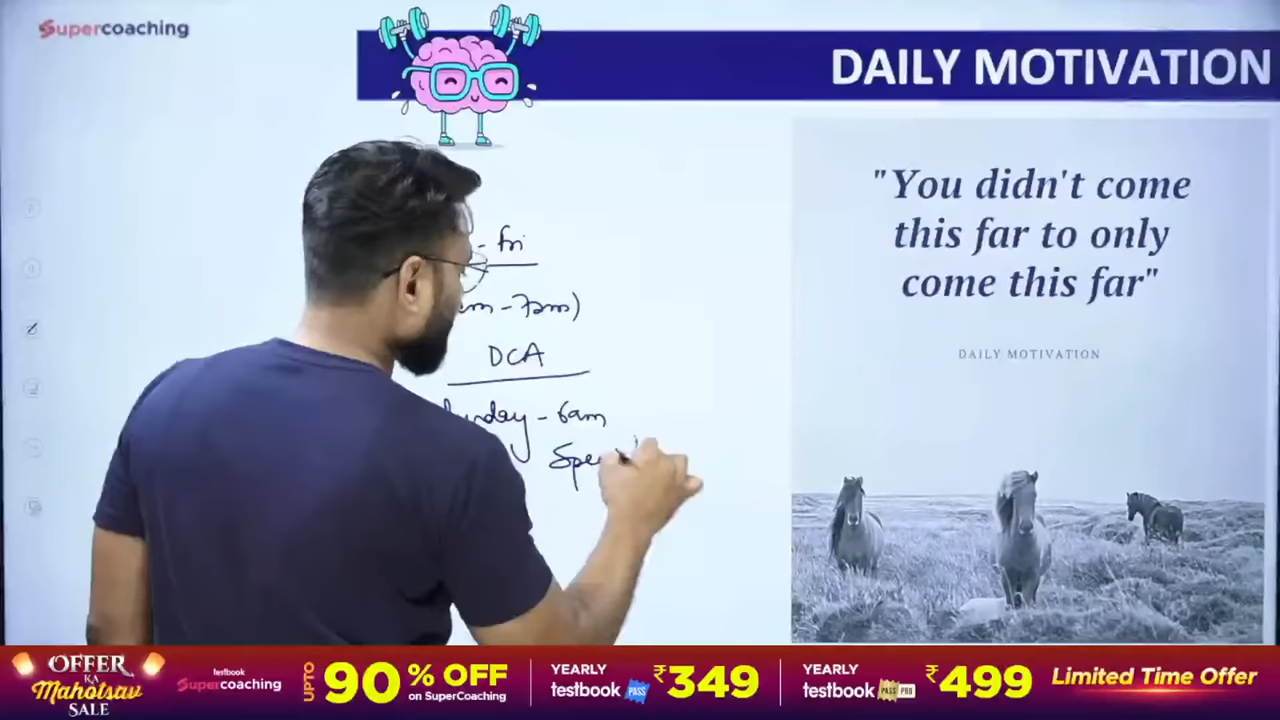 Supercoaching
DAILY MOTIVATION
"You didn't come
this far to only
come this far"
DAILY MOTIVATION
- fri
m - 7am)
DCA
day - 6am
Spe
OFFER
KA
Mahotsav
SALE
testbook
Supercoaching
UPTO
90% OFF
on SuperCoaching
YEARLY
testbook PASS
₹349
YEARLY
testbook PASS PRO
₹499
Limited Time Offer